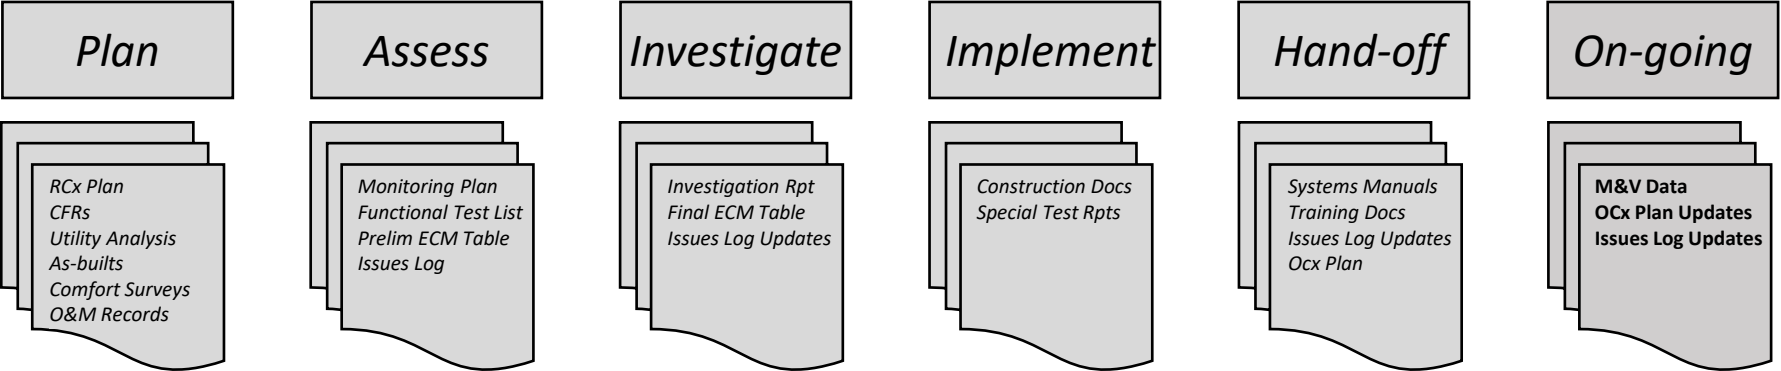 Plan
Assess
Investigate
Implement
Hand-off
On-going
RCx Plan
CFRs
Utility Analysis
As-builts
Comfort Surveys
O&M Records
Monitoring Plan
Functional Test List
Prelim ECM Table
Issues Log
Investigation Rpt
Final ECM Table
Issues Log Updates
Construction Docs
Special Test Rpts
Systems Manuals
Training Docs
Issues Log Updates
Ocx Plan
M&V Data
OCx Plan Updates
Issues Log Updates